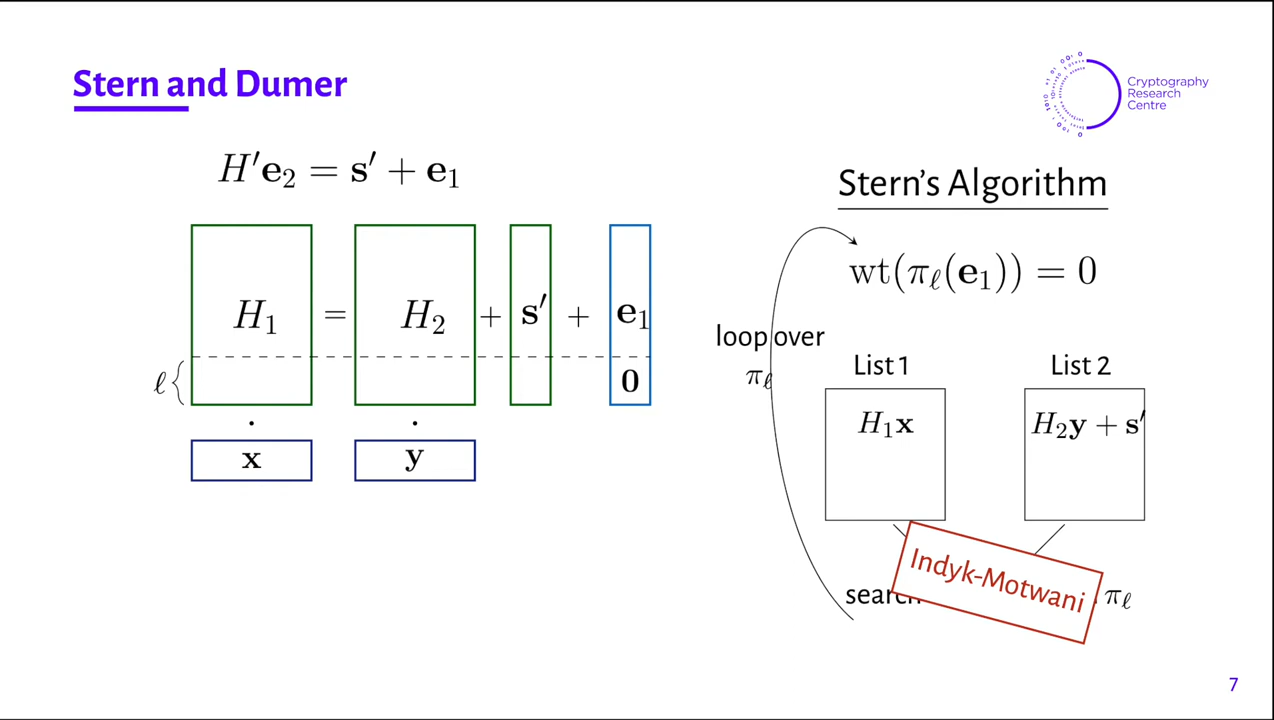 Stern and Dumer
Cryptography
Research
Centre
H′e₂ = s′ + e₁
H₁ = H₂ + s′ + e₁
ℓ{
0
· ·
x y
Stern's Algorithm
wt(π_ℓ(e₁)) = 0
loop over
π_ℓ
List 1 List 2
H₁x H₂y + s′
Indyk-Motwani
π_ℓ
7